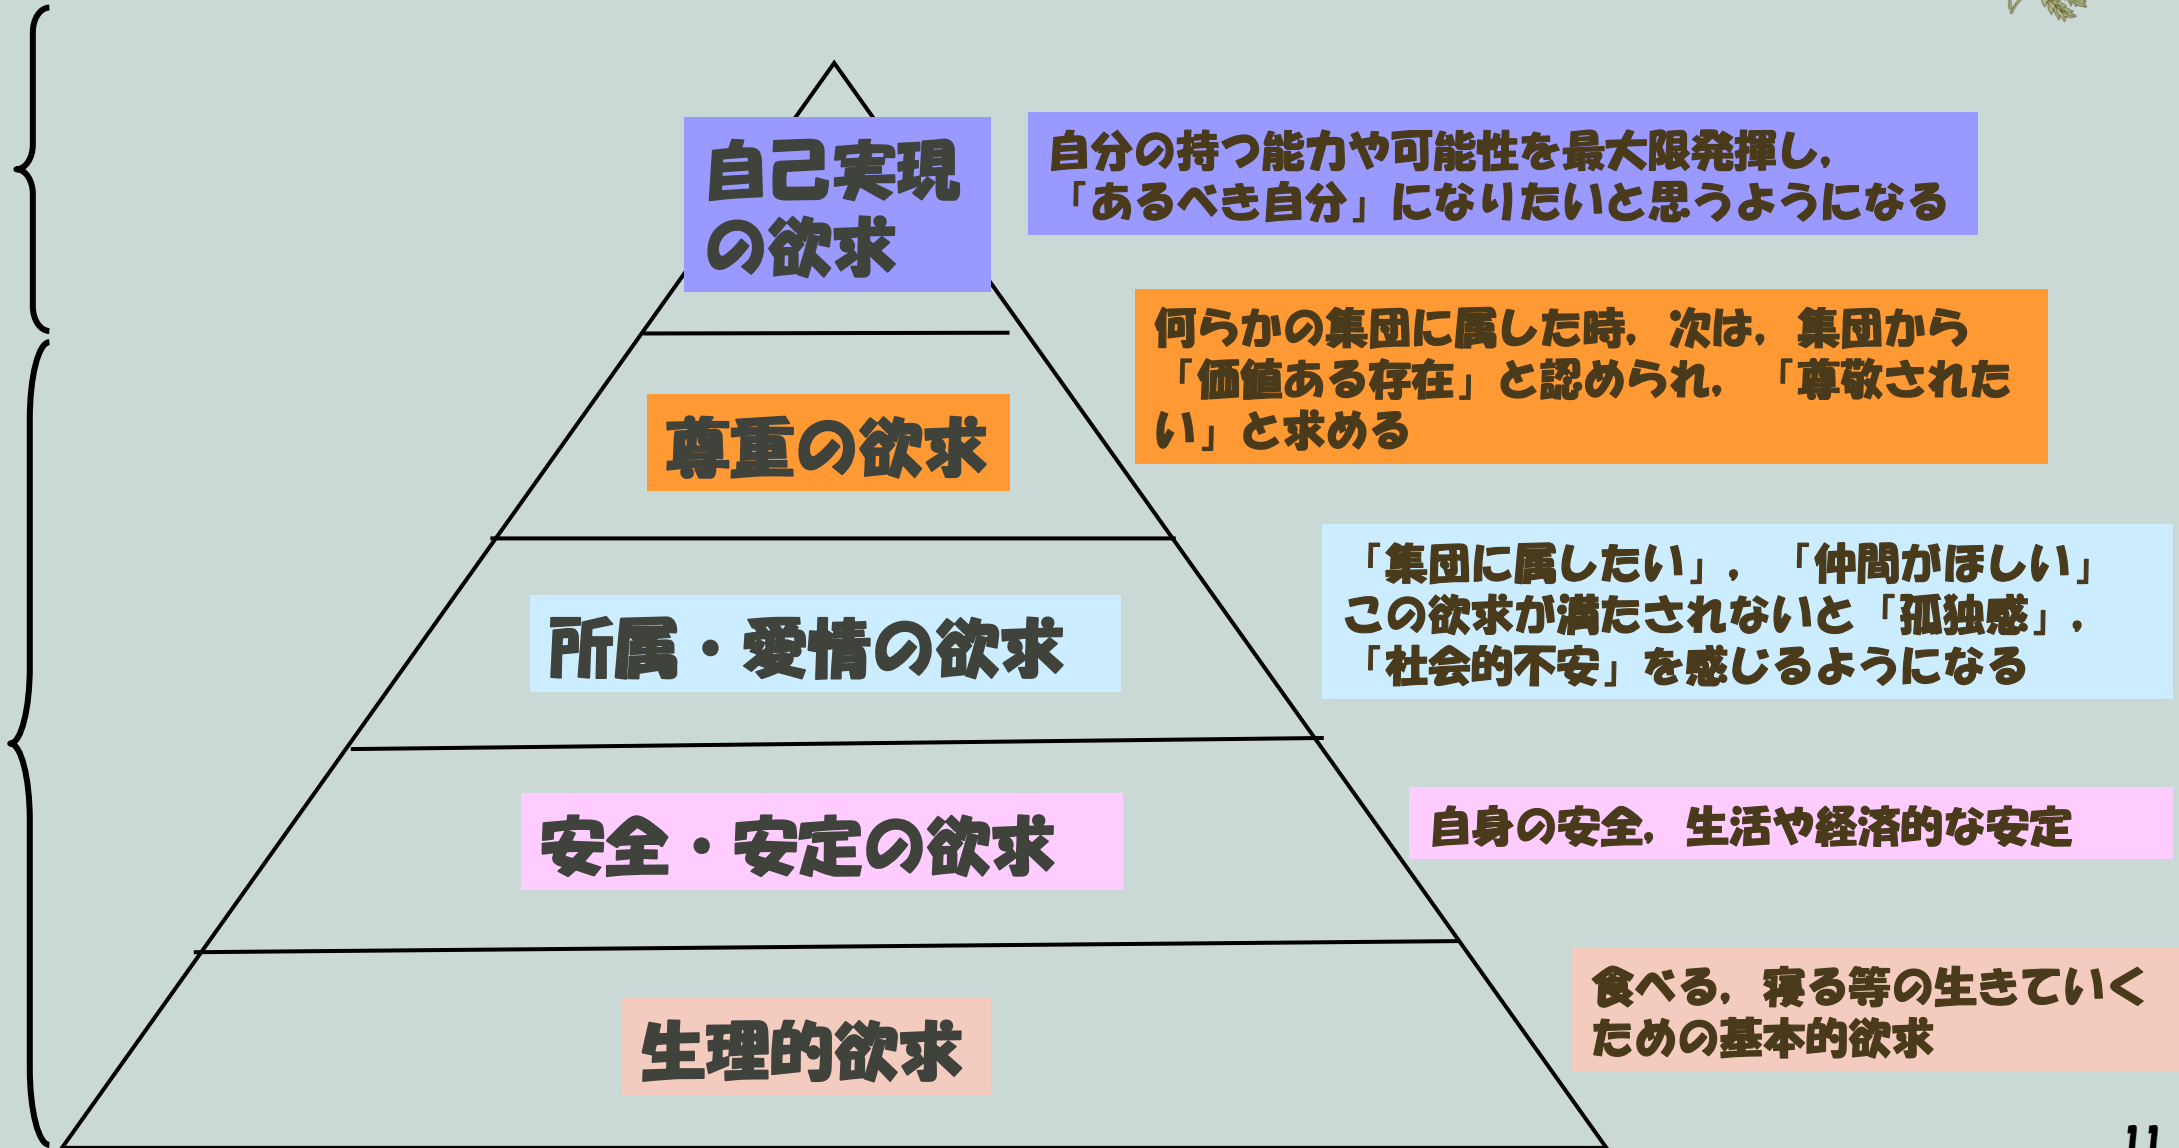 自己実現
の欲求
自分の持つ能力や可能性を最大限発揮し，
「あるべき自分」になりたいと思うようになる
尊重の欲求
何らかの集団に属した時，次は，集団から
「価値ある存在」と認められ，「尊敬された
い」と求める
所属・愛情の欲求
「集団に属したい」，「仲間がほしい」
この欲求が満たされないと「孤独感」，
「社会的不安」を感じるようになる
安全・安定の欲求
自身の安全，生活や経済的な安定
生理的欲求
食べる，寝る等の生きていく
ための基本的欲求